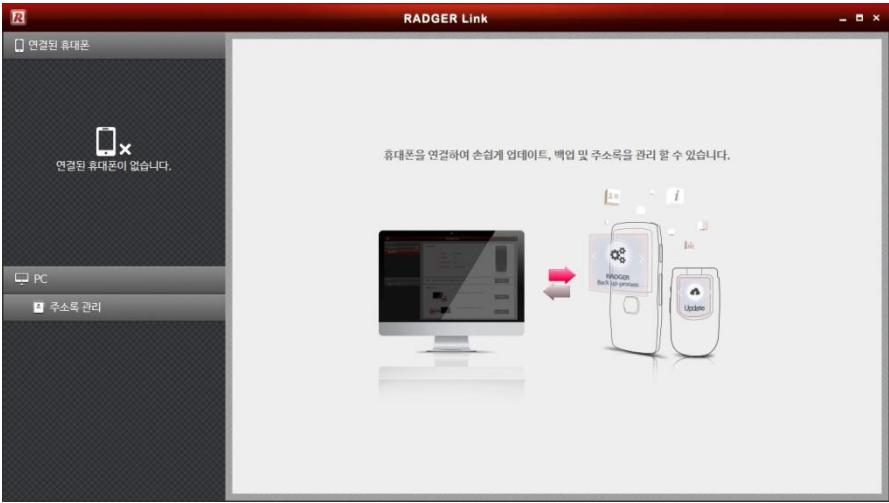 R
RADGER Link
연결된 휴대폰
연결된 휴대폰이 없습니다.
PC
주소록 관리
휴대폰을 연결하여 손쉽게 업데이트, 백업 및 주소록을 관리 할 수 있습니다.
i
RADGER
Back up process
Update